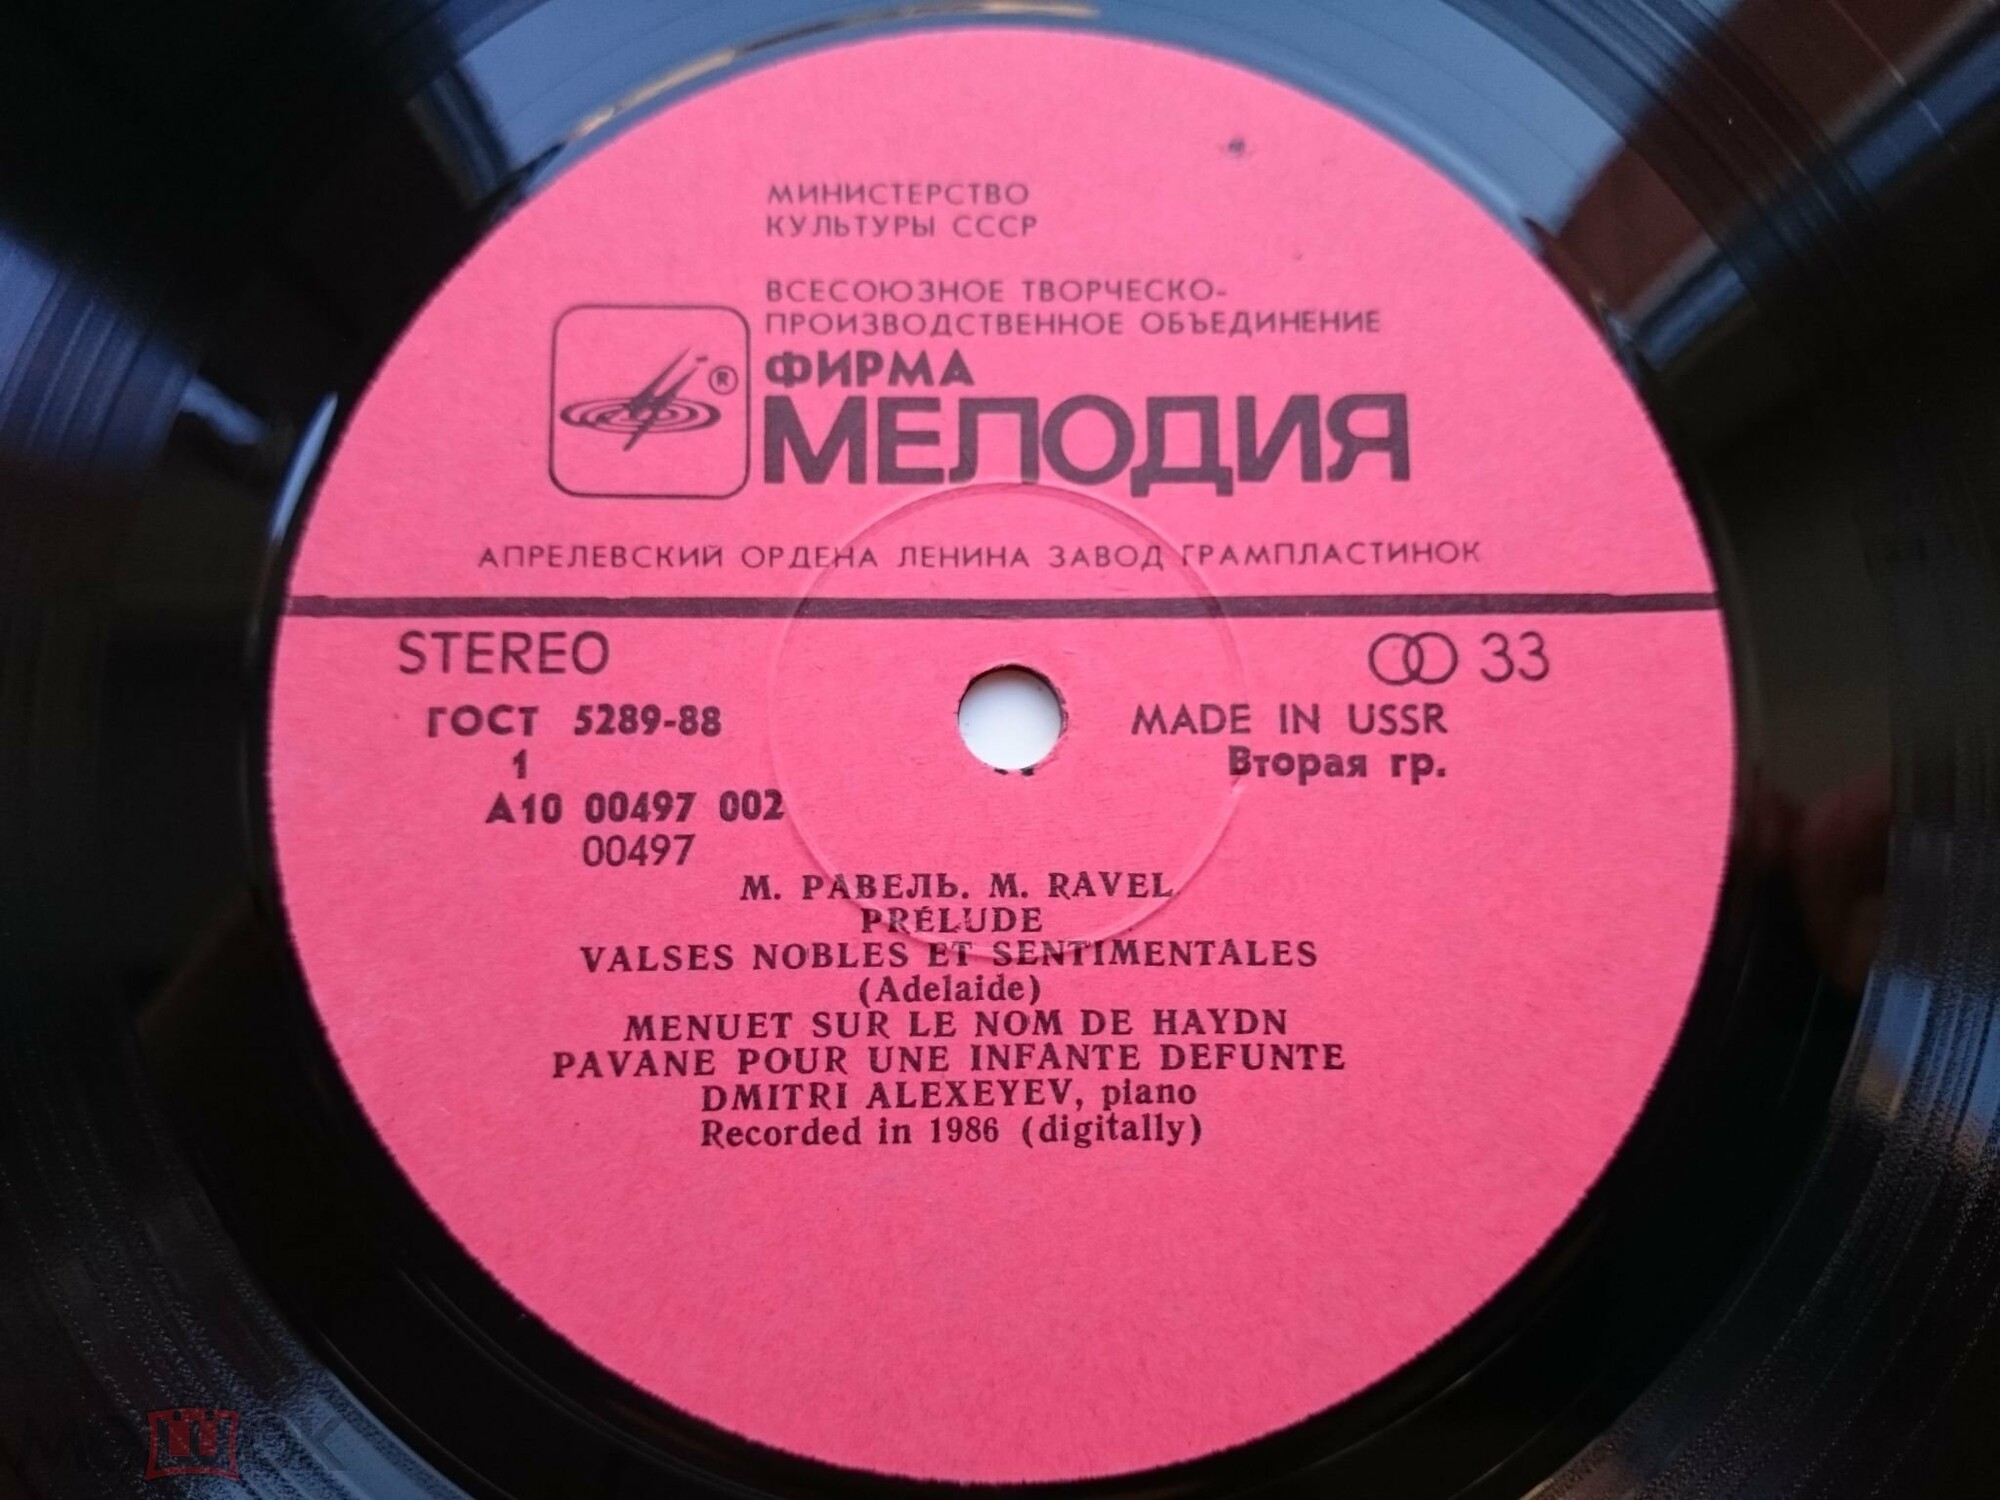 МИНИСТЕРСТВО
КУЛЬТУРЫ СССР
ВСЕСОЮЗНОЕ ТВОРЧЕСКО-
ПРОИЗВОДСТВЕННОЕ ОБЪЕДИНЕНИЕ
®
ФИРМА
МЕЛОДИЯ
АПРЕЛЕВСКИЙ ОРДЕНА ЛЕНИНА ЗАВОД ГРАМПЛАСТИНОК
STEREO
33
ГОСТ 5289-88
MADE IN USSR
1
Вторая гр.
А10 00497 002
00497
М. РАВЕЛЬ. M. RAVEL
PRÉLUDE
VALSES NOBLES ET SENTIMENTALES
(Adelaide)
MENUET SUR LE NOM DE HAYDN
PAVANE POUR UNE INFANTE DEFUNTE
DMITRI ALEXEYEV, piano
Recorded in 1986 (digitally)